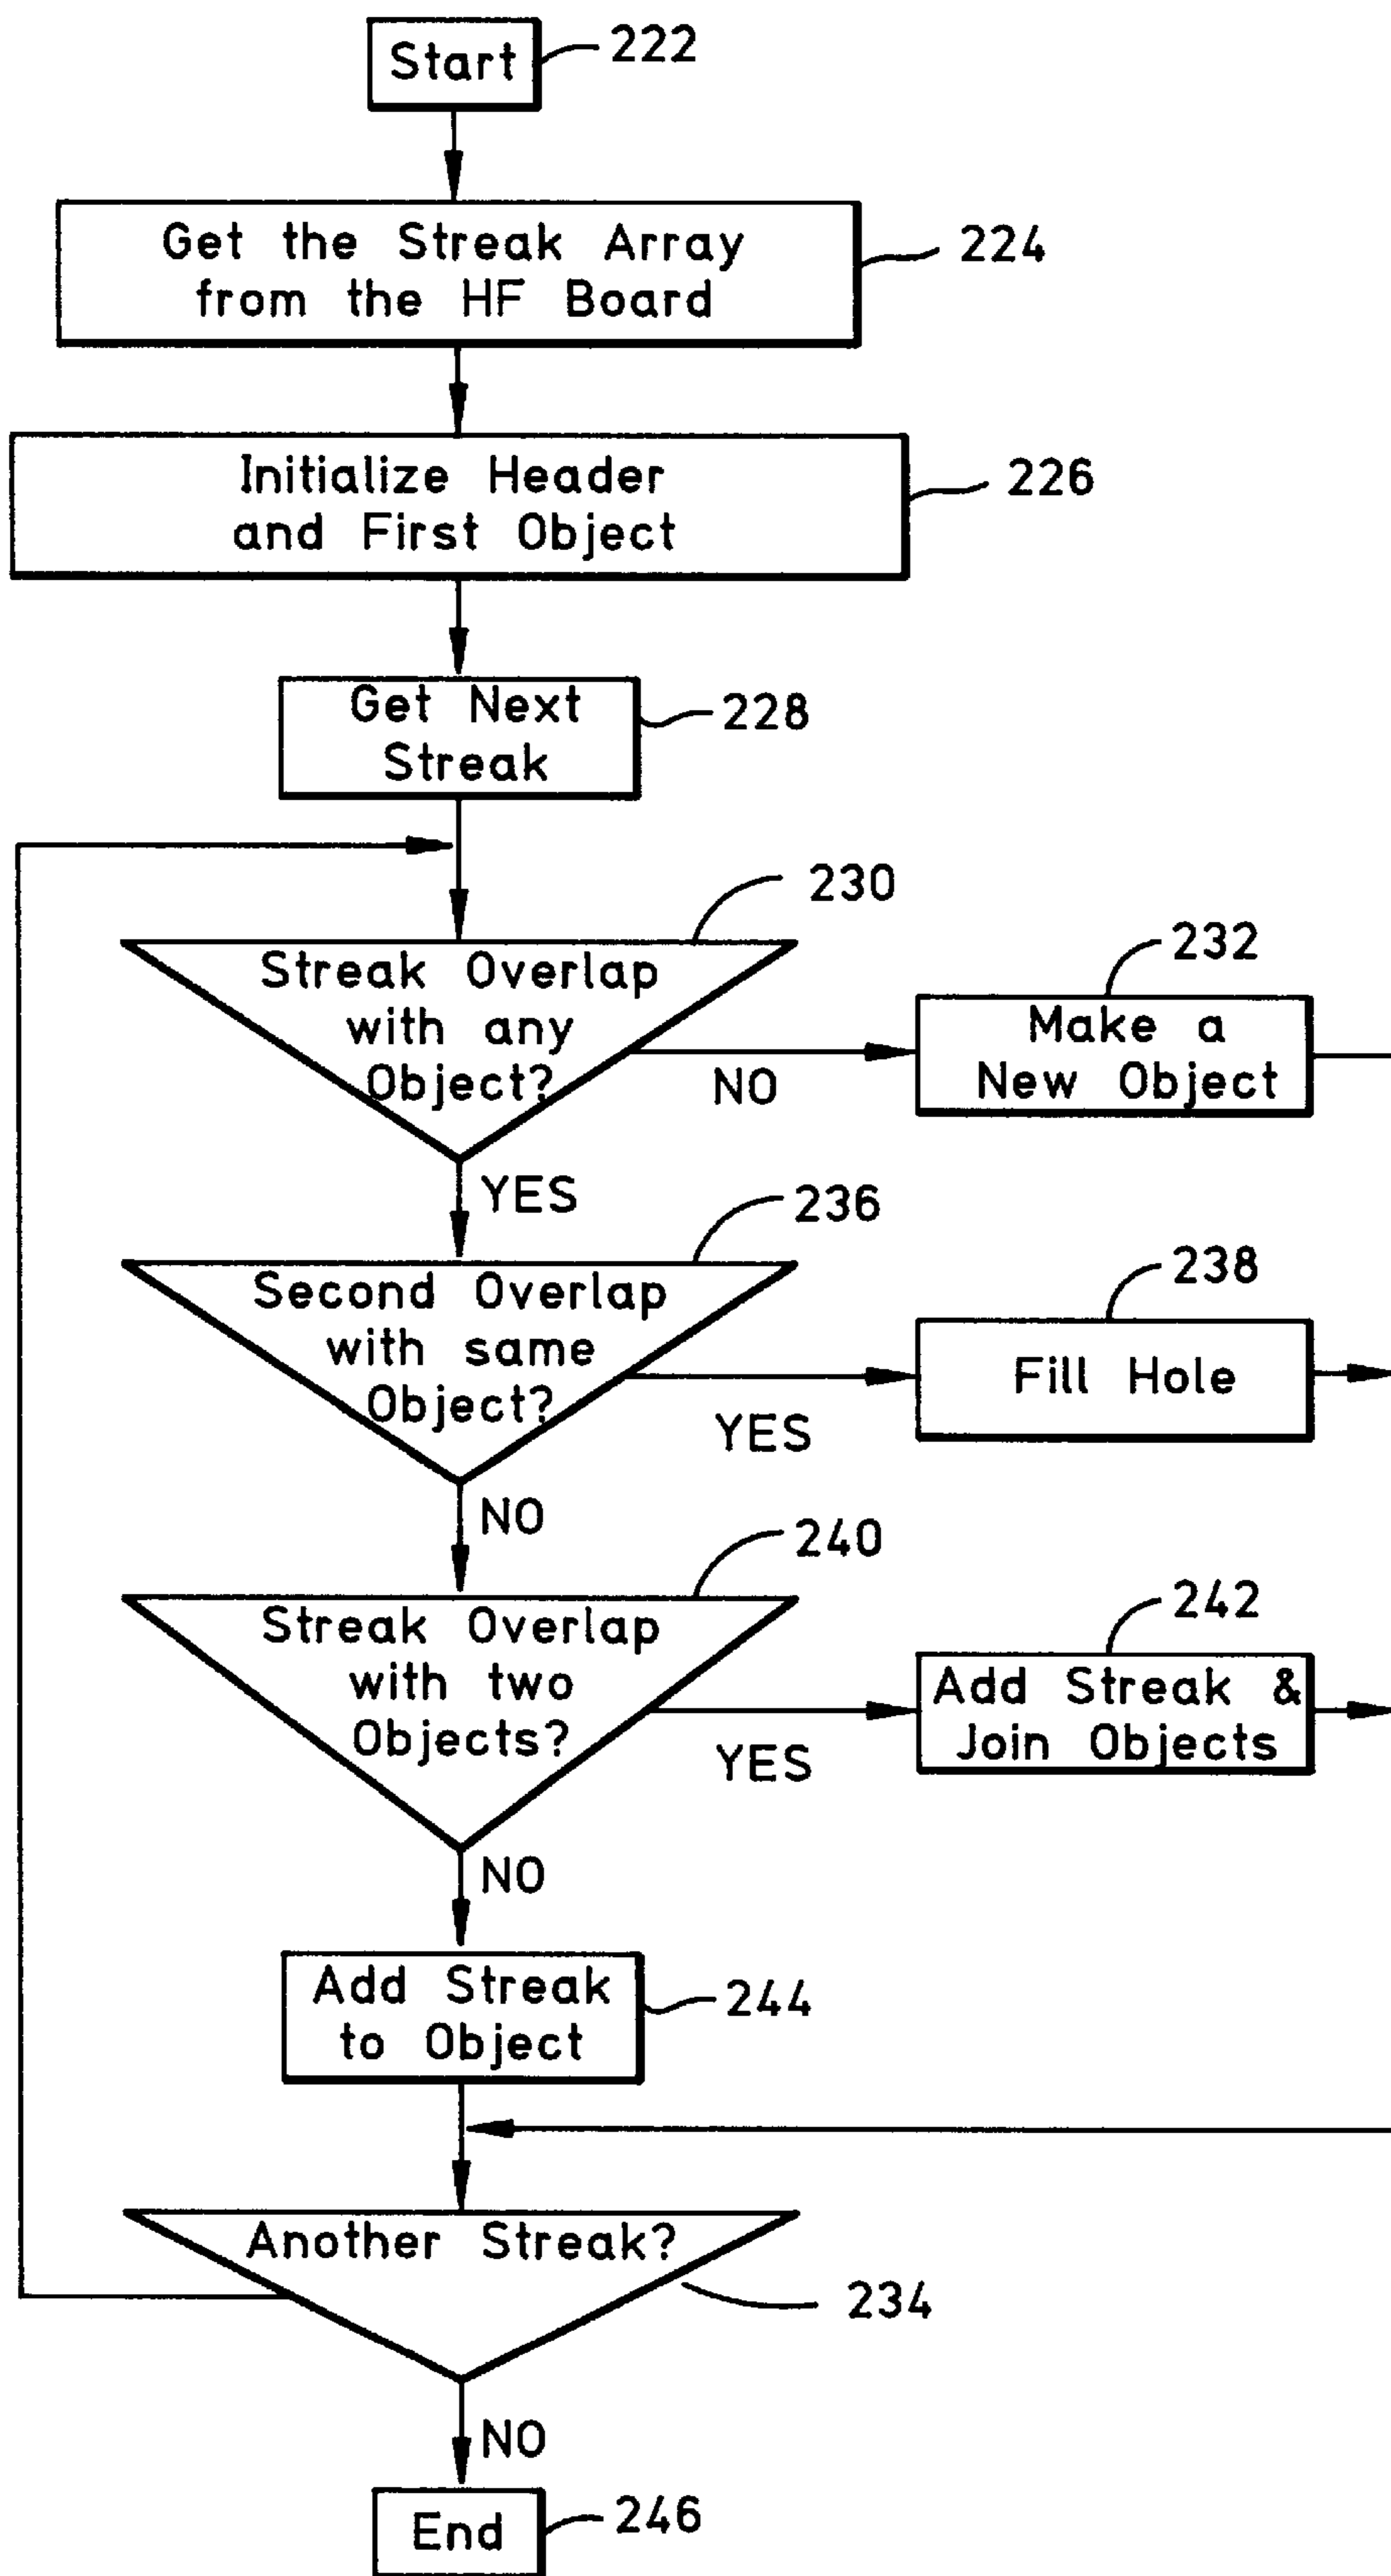 Start
222
Get the Streak Array
from the HF Board
224
Initialize Header
and First Object
226
Get Next
Streak
228
230
Streak Overlap
with any
Object?
NO
232
Make a
New Object
YES
236
Second Overlap
with same
Object?
YES
238
Fill Hole
NO
240
Streak Overlap
with two
Objects?
YES
242
Add Streak &
Join Objects
NO
Add Streak
to Object
244
Another Streak?
234
NO
End
246